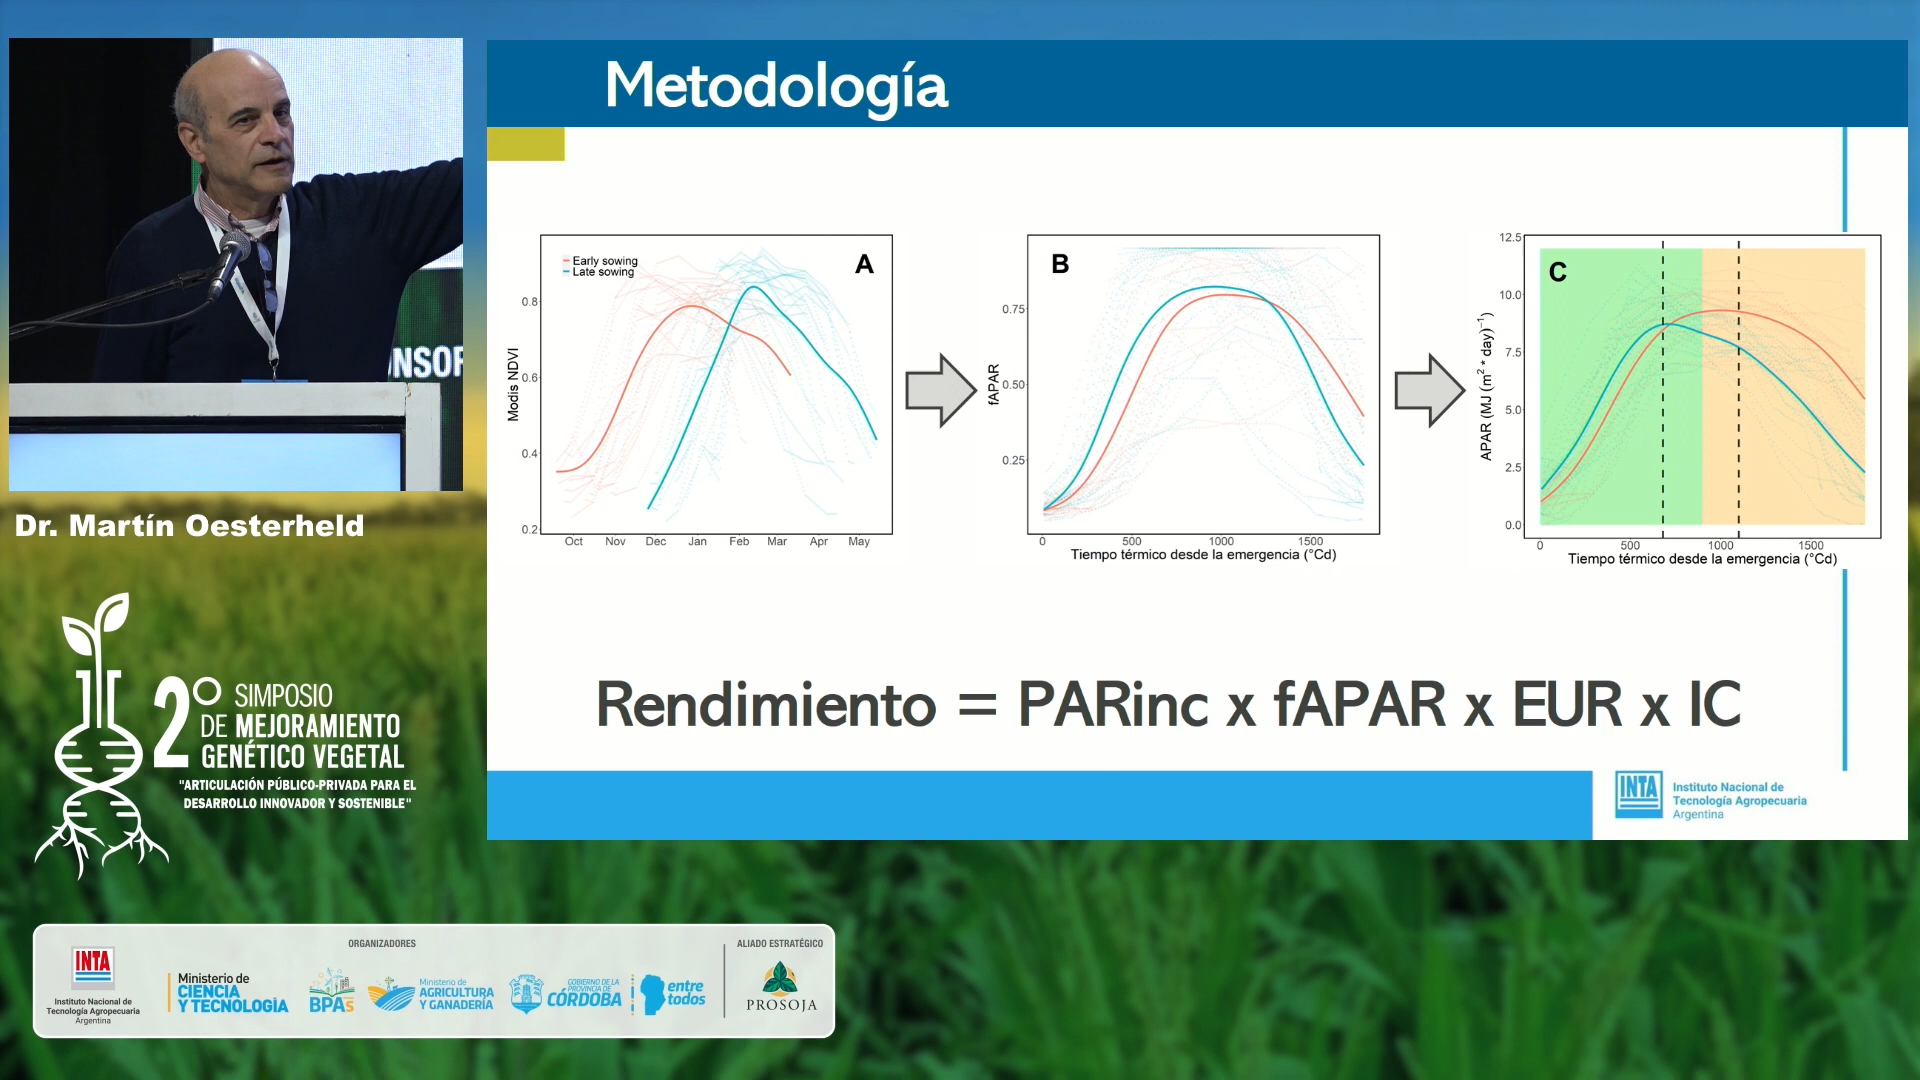 Metodología
NSOR
Early sowing
Late sowing
A
Modis NDVI
0.8
0.6
0.4
0.2
Oct Nov Dec Jan Feb Mar Apr May
B
fAPAR
0.75
0.50
0.25
0 500 1000 1500
Tiempo térmico desde la emergencia (°Cd)
C
APAR (MJ (m² * day)⁻¹)
12.5
10.0
7.5
5.0
2.5
0.0
0 500 1000 1500
Tiempo térmico desde la emergencia (°Cd)
Rendimiento = PARinc x fAPAR x EUR x IC
INTA
Instituto Nacional de
Tecnología Agropecuaria
Argentina
Dr. Martín Oesterheld
2° SIMPOSIO
DE MEJORAMIENTO
GENÉTICO VEGETAL
"ARTICULACIÓN PÚBLICO-PRIVADA PARA EL
DESARROLLO INNOVADOR Y SOSTENIBLE"
ORGANIZADORES
INTA
Instituto Nacional de
Tecnología Agropecuaria
Argentina
Ministerio de
CIENCIA
Y TECNOLOGÍA
BPAs
Ministerio de
AGRICULTURA
Y GANADERÍA
GOBIERNO DE LA
PROVINCIA DE
CÓRDOBA
entre
todos
ALIADO ESTRATÉGICO
PROSOJA